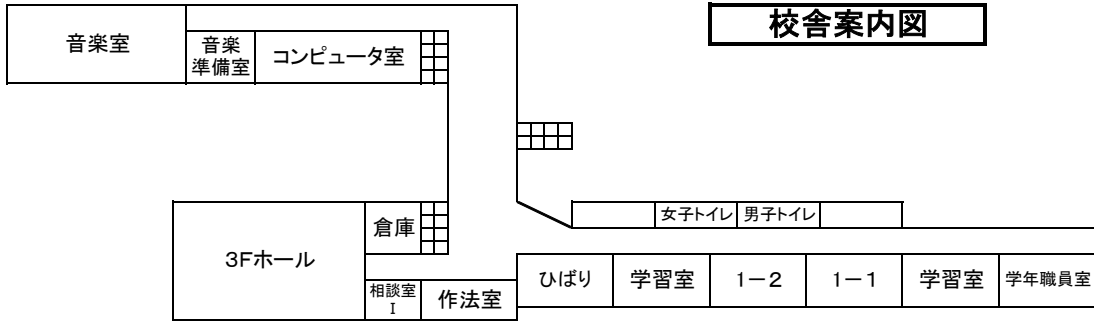 校舎案内図
音楽室
音楽
準備室
コンピュータ室
倉庫
女子トイレ
男子トイレ
3Fホール
相談室
I
作法室
ひばり
学習室
1－2
1－1
学習室
学年職員室